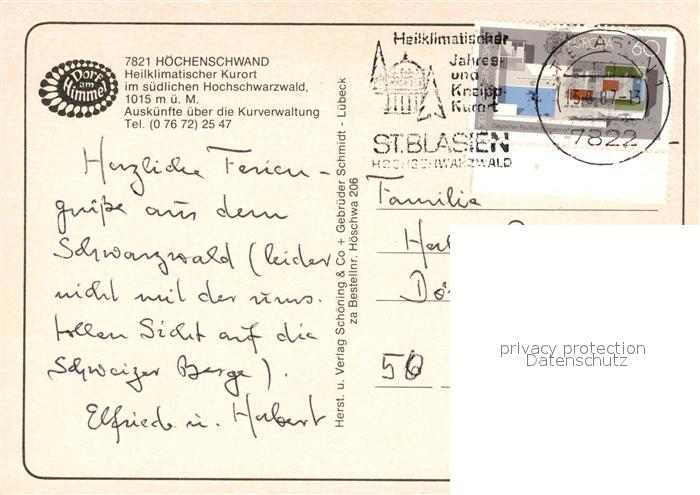 Dorf
am
Himmel
7821 HÖCHENSCHWAND
Heilklimatischer Kurort
im südlichen Hochschwarzwald,
1015 m ü. M.
Auskünfte über die Kurverwaltung
Tel. (0 76 72) 25 47
Herzliche Ferien-
grüße aus dem
Schwarzwald (leider
nicht mit der
tollen Sicht auf die
Schweizer Berge).
Elfriede u. Herbert
Herst. u. Verlag Schöning & Co + Gebrüder Schmidt - Lübeck
za Bestellnr. Höschwa 206
Heilklimatischer
Jahres-
und
Kneipp-
Kurort
ST. BLASIEN
HOCHSCHWARZWALD
EUROPA
60
7822
Familie
privacy protection
Datenschutz